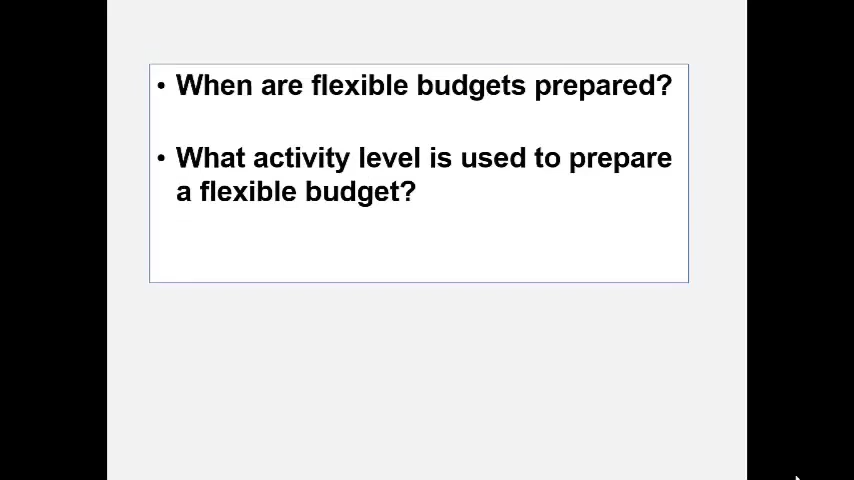 • When are flexible budgets prepared?
• What activity level is used to prepare
a flexible budget?